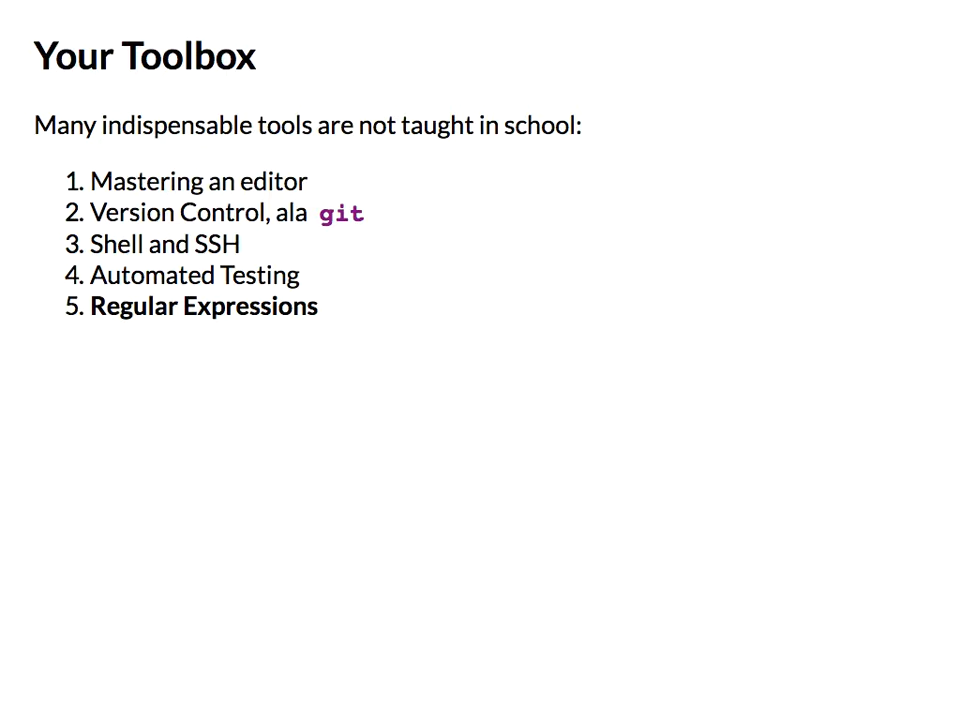 Your Toolbox
Many indispensable tools are not taught in school:
1. Mastering an editor
2. Version Control, ala git
3. Shell and SSH
4. Automated Testing
5. Regular Expressions